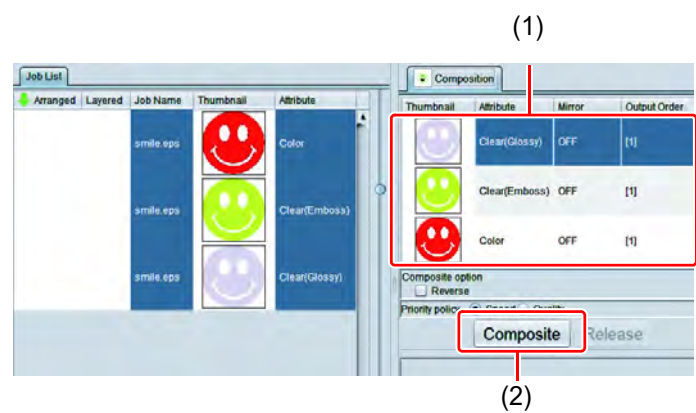 (1)
Job List
Arranged Layered Job Name Thumbnail Attribute
smile.eps Color
smile.eps Clear(Emboss)
smile.eps Clear(Glossy)
Composition
Thumbnail Attribute Mirror Output Order
Clear(Glossy) OFF [1]
Clear(Emboss) OFF [1]
Color OFF [1]
Composite option
Reverse
Priority policy Speed Quality
Composite Release
(2)